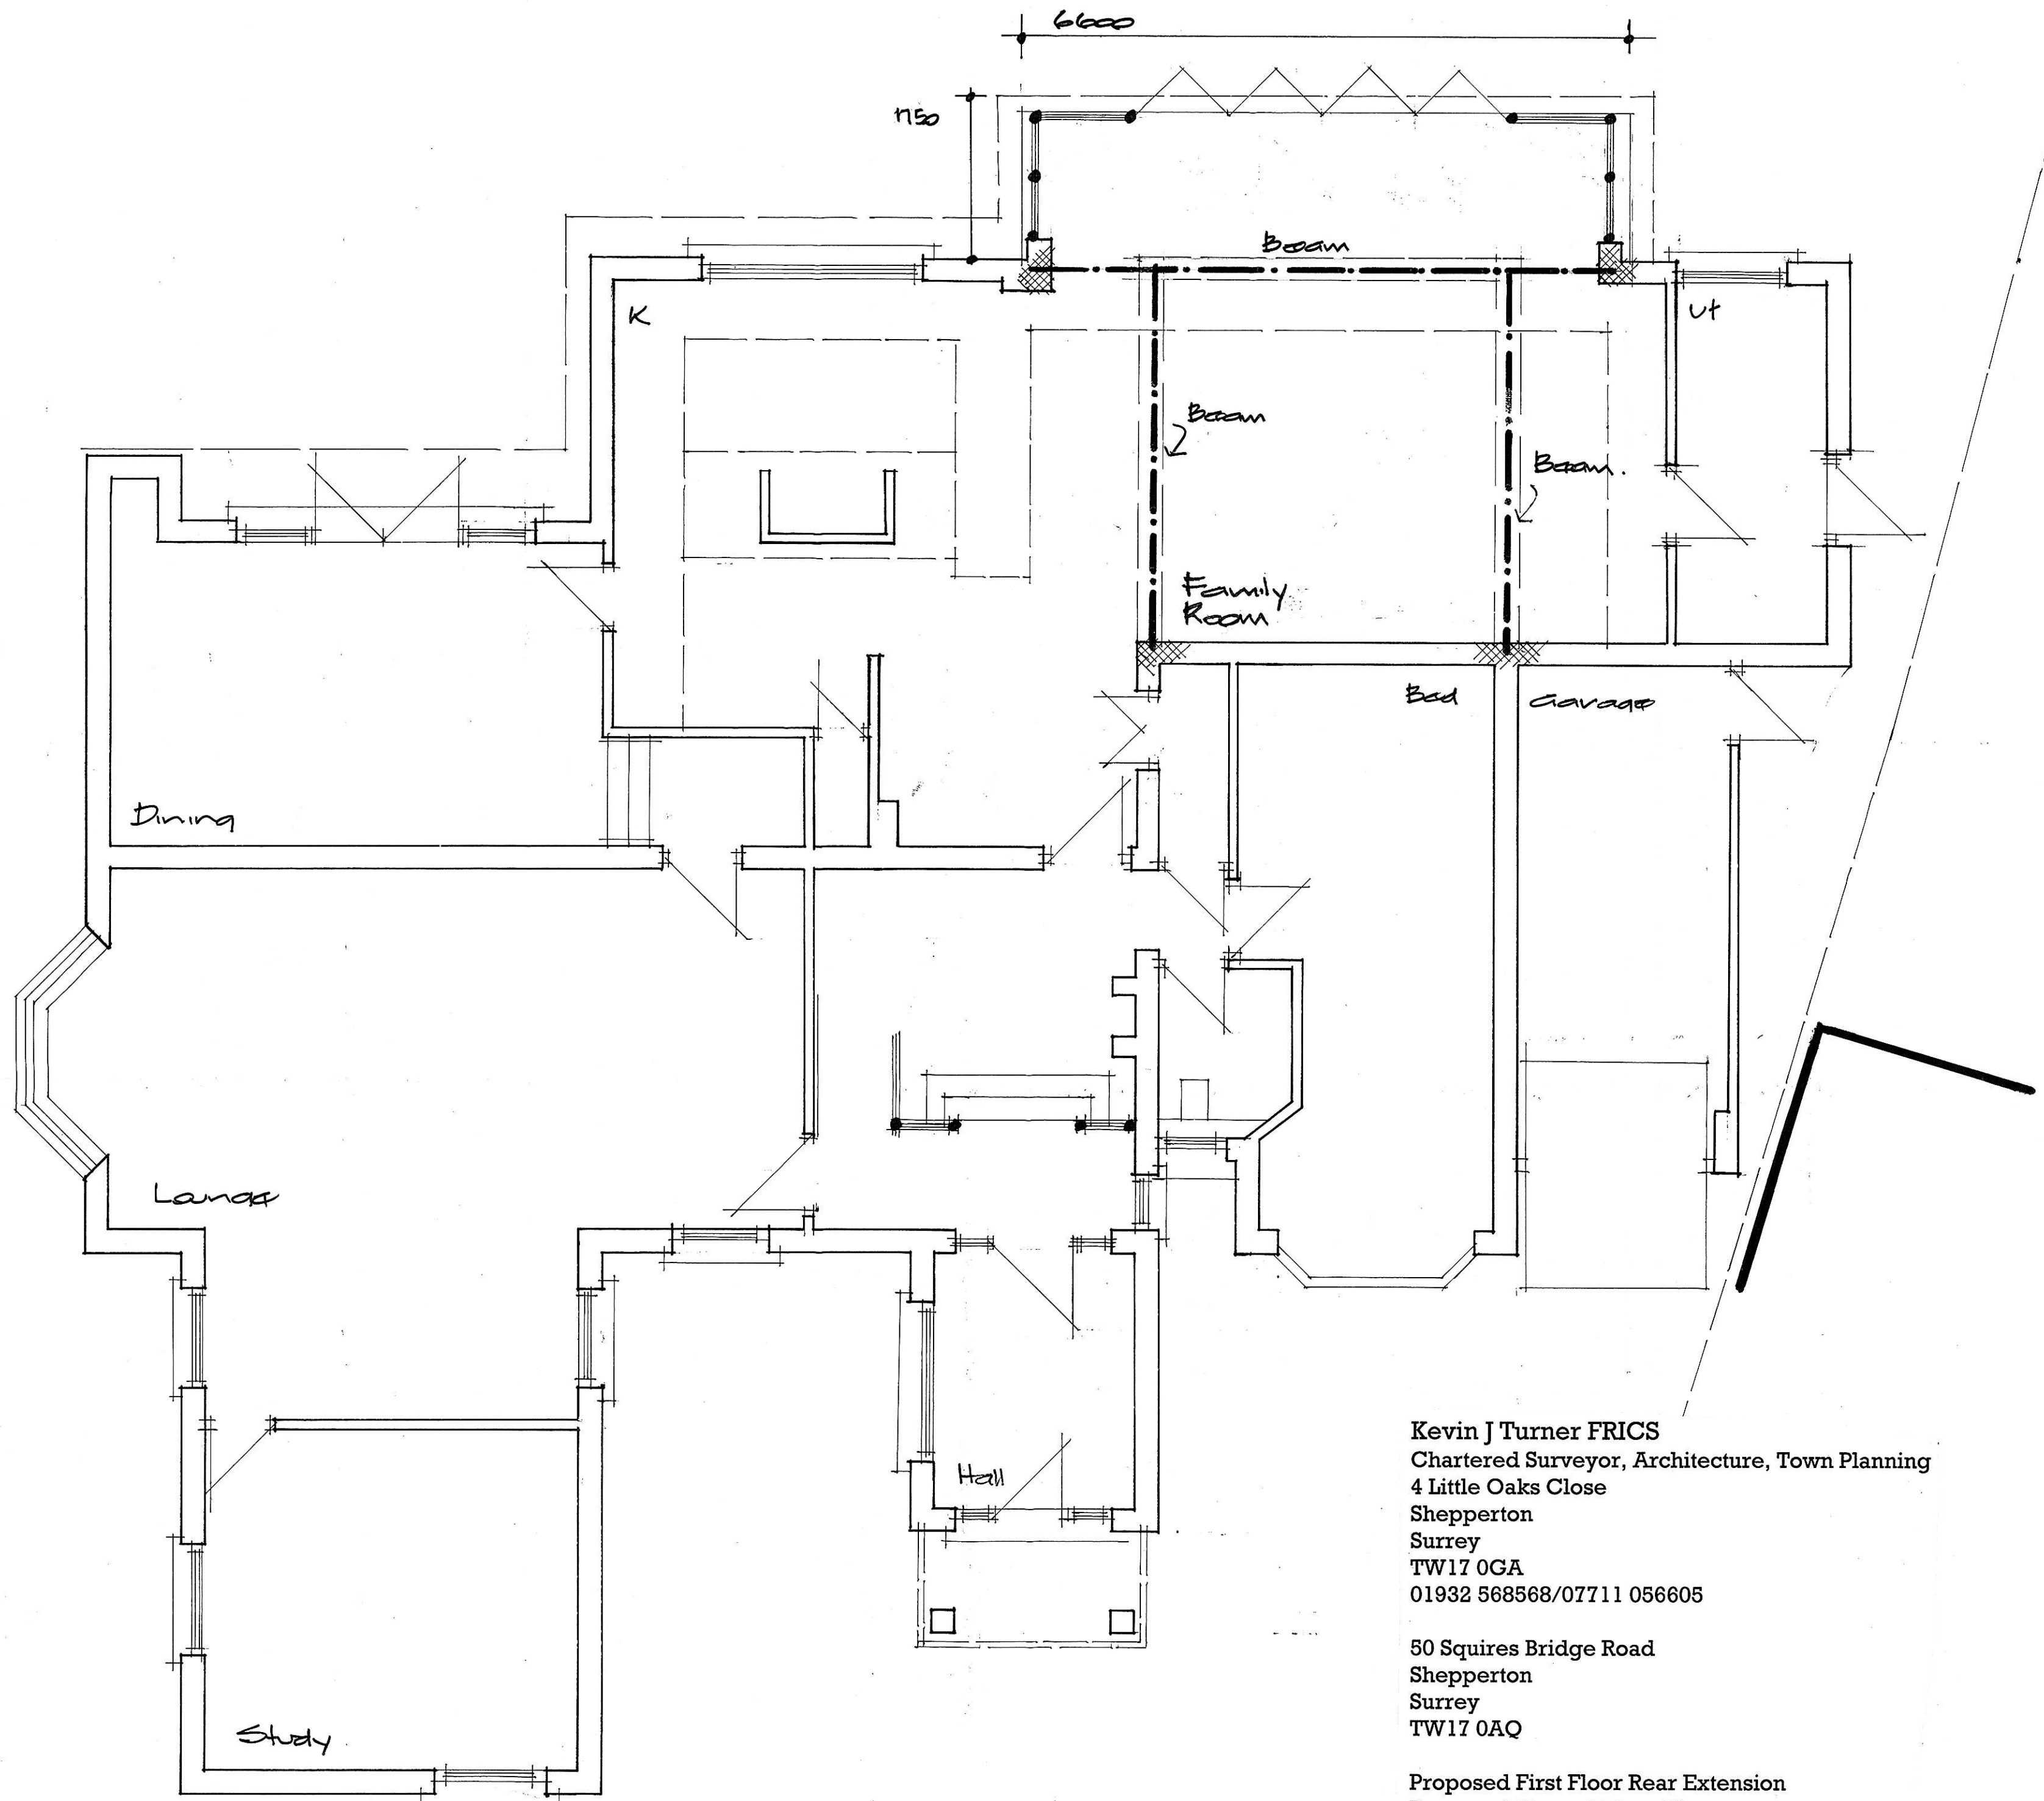 6600
1750
Beam
K
Ut
Beam
Beam.
Family
Room
Bed
Garage
Dining
Lounge
Hall
Study
Kevin J Turner FRICS
Chartered Surveyor, Architecture, Town Planning
4 Little Oaks Close
Shepperton
Surrey
TW17 0GA
01932 568568/07711 056605
50 Squires Bridge Road
Shepperton
Surrey
TW17 0AQ
Proposed First Floor Rear Extension